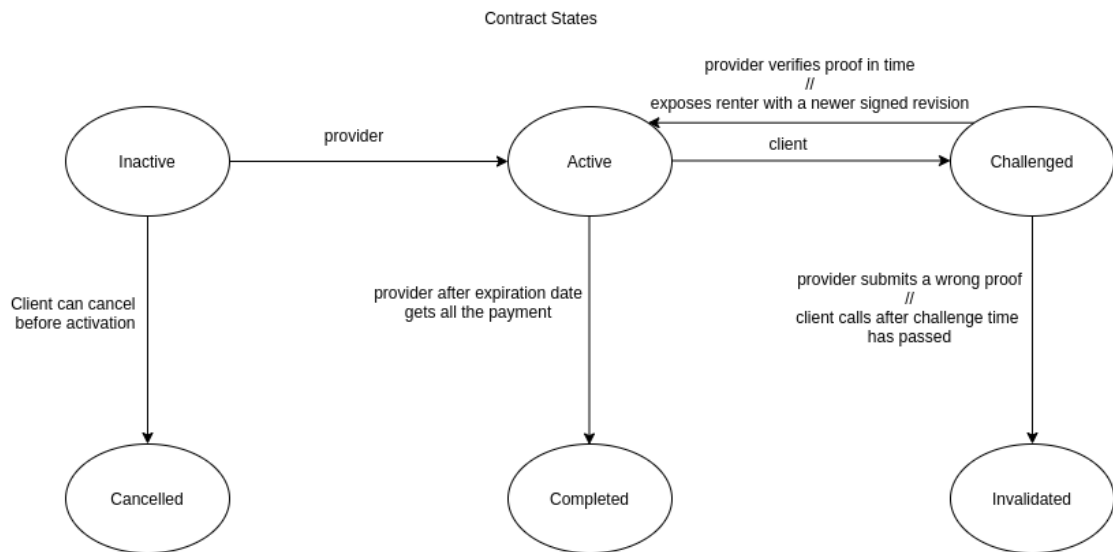 Contract States
provider verifies proof in time
//
exposes renter with a newer signed revision
Inactive
provider
Active
client
Challenged
Client can cancel
before activation
provider after expiration date
gets all the payment
provider submits a wrong proof
//
client calls after challenge time
has passed
Cancelled
Completed
Invalidated